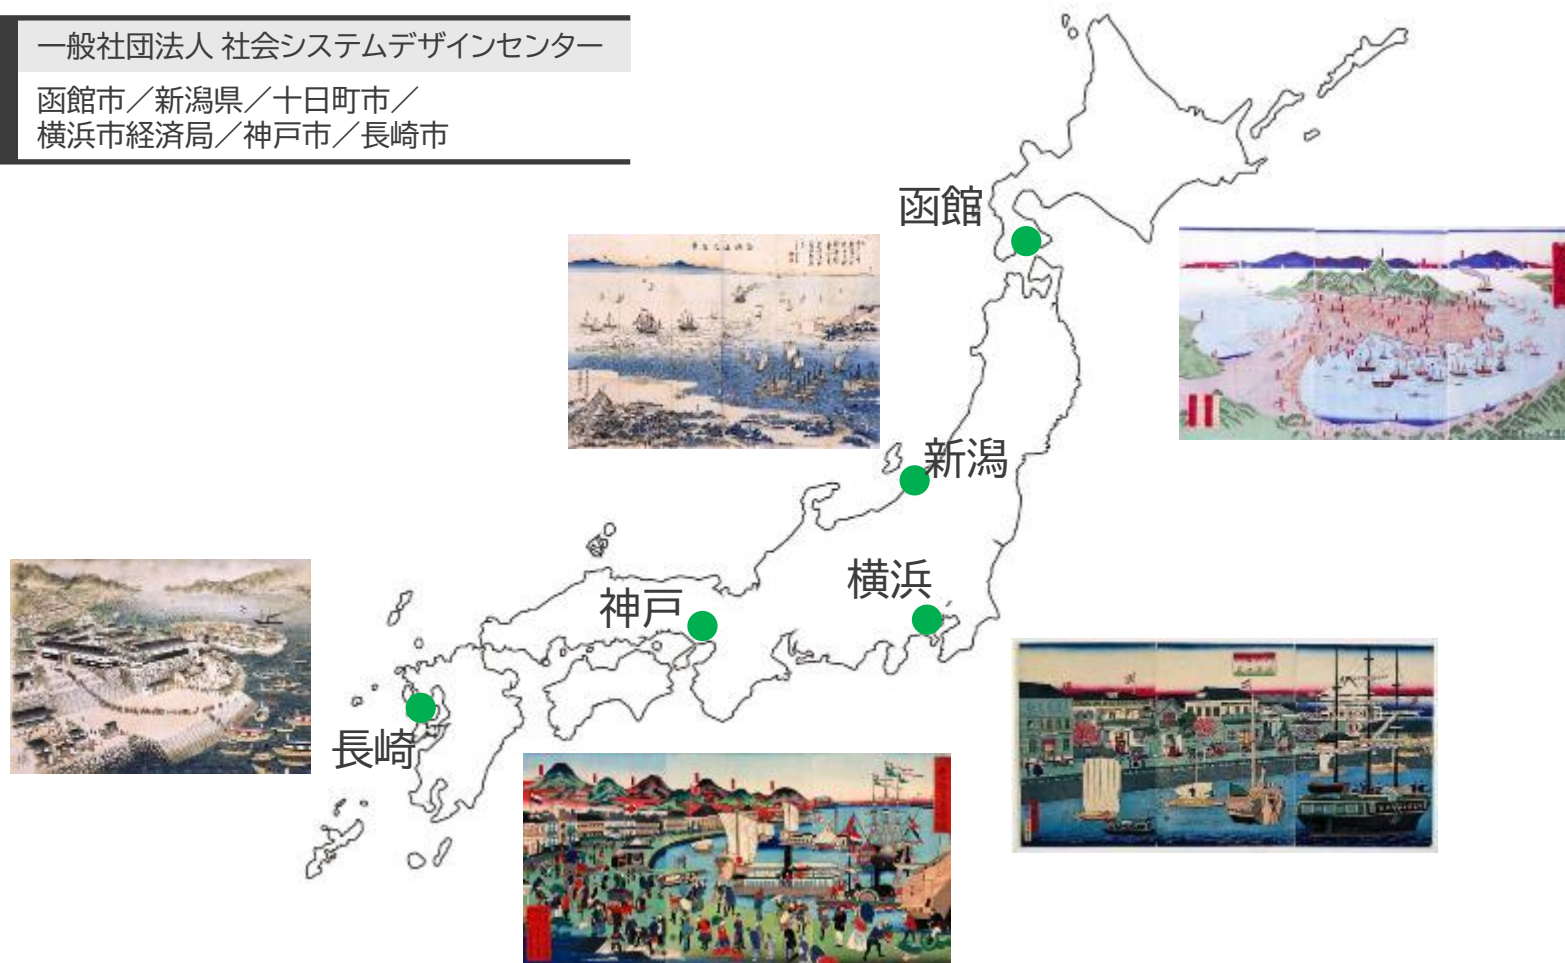 一般社団法人 社会システムデザインセンター
函館市／新潟県／十日町市／
横浜市経済局／神戸市／長崎市
函館
新潟
横浜
神戸
長崎